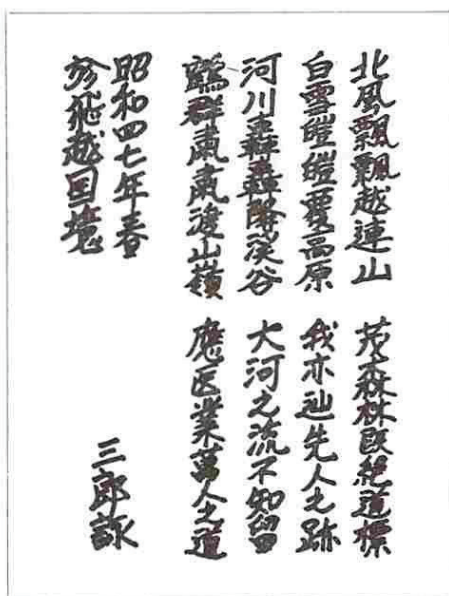 北風飄飄越連山　茂森林既絶道標
白雪皚皚覆高原　我亦辿先人之跡
河川轟轟降渓谷　大河之流不知留
群粛粛渡山嶺　應医業萬人之道
昭和四七年春
於飛越国境　三郎詠